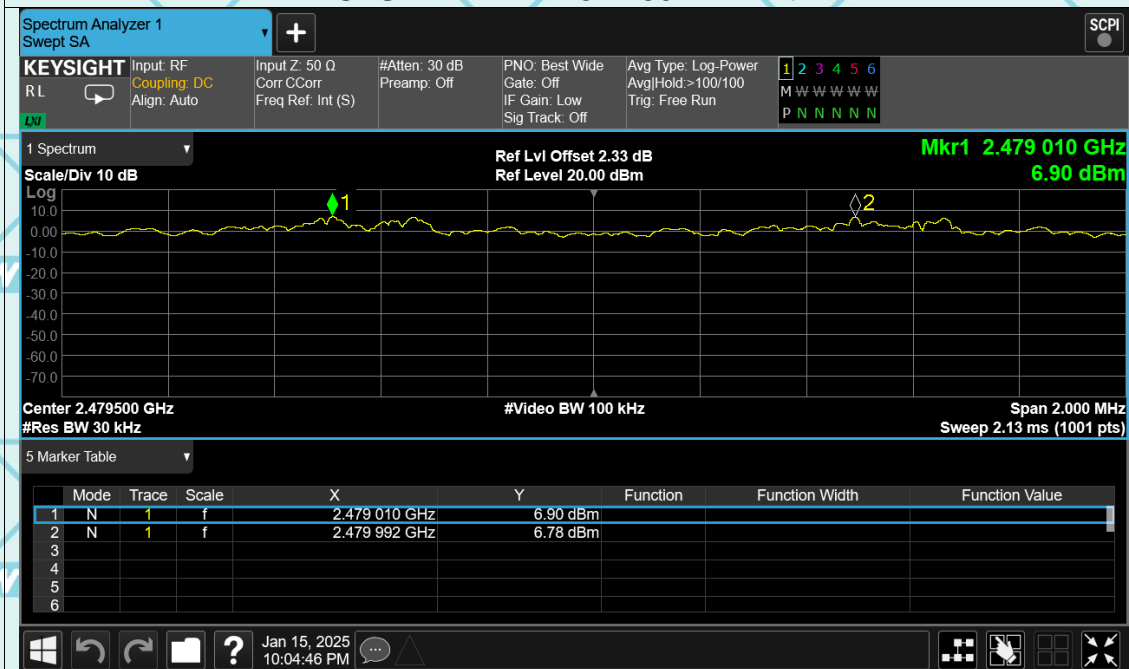 Spectrum Analyzer 1
Swept SA
+
SCPI
KEYSIGHT
RL
LXI
Input: RF
Coupling: DC
Align: Auto
Input Z: 50 Ω
Corr CCorr
Freq Ref: Int (S)
#Atten: 30 dB
Preamp: Off
PNO: Best Wide
Gate: Off
IF Gain: Low
Sig Track: Off
Avg Type: Log-Power
Avg|Hold:>100/100
Trig: Free Run
1 2 3 4 5 6
M W W W W W
P N N N N N
1 Spectrum
Scale/Div 10 dB
Ref Lvl Offset 2.33 dB
Ref Level 20.00 dBm
Mkr1 2.479 010 GHz
6.90 dBm
Log
10.0
0.00
-10.0
-20.0
-30.0
-40.0
-50.0
-60.0
-70.0
1
2
Center 2.479500 GHz
#Video BW 100 kHz
Span 2.000 MHz
#Res BW 30 kHz
Sweep 2.13 ms (1001 pts)
5 Marker Table
Mode Trace Scale X Y Function Function Width Function Value
1 N 1 f 2.479 010 GHz 6.90 dBm
2 N 1 f 2.479 992 GHz 6.78 dBm
3
4
5
6
?
Jan 15, 2025
10:04:46 PM